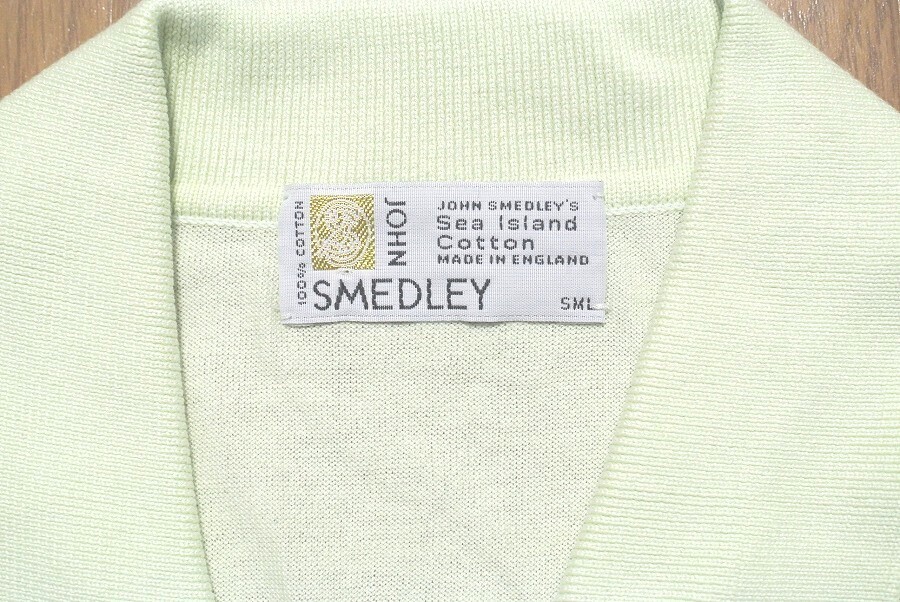 100% COTTON
JOHN
SMEDLEY
JOHN SMEDLEY'S
Sea Island
Cotton
MADE IN ENGLAND
SML